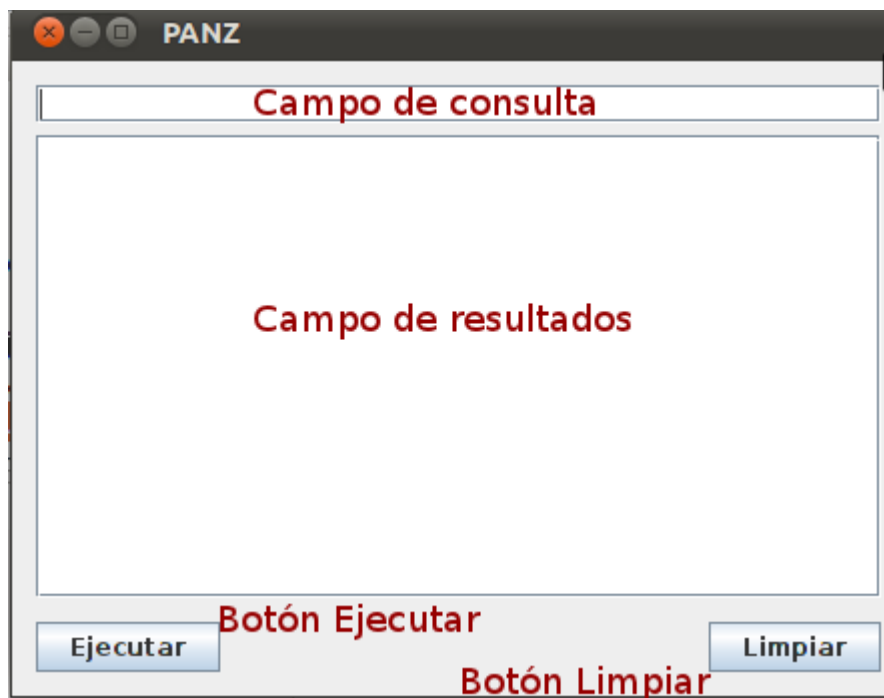 PANZ
Campo de consulta
Campo de resultados
Botón Ejecutar
Ejecutar
Limpiar
Botón Limpiar